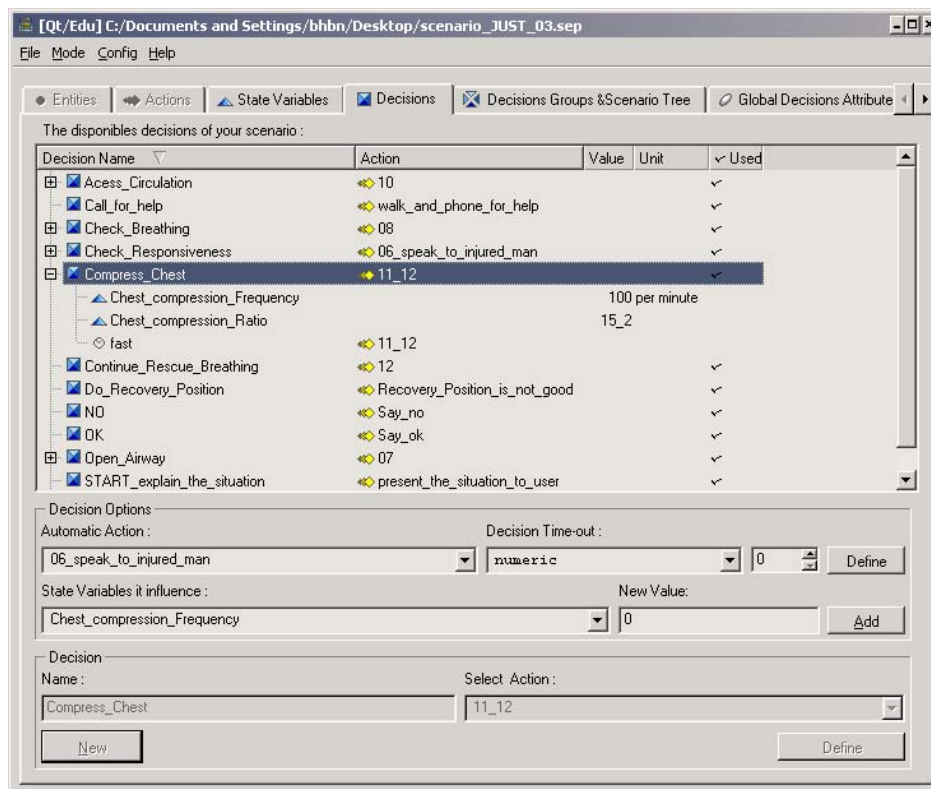 [Qt/Edu] C:/Documents and Settings/bhbn/Desktop/scenario_JUST_03.sep
File Mode Config Help
Entities Actions State Variables Decisions Decisions Groups &Scenario Tree Global Decisions Attribute
The disponibles decisions of your scenario :
Decision Name Action Value Unit Used
Acess_Circulation 10
Call_for_help walk_and_phone_for_help
Check_Breathing 08
Check_Responsiveness 06_speak_to_injured_man
Compress_Chest 11_12
Chest_compression_Frequency 100 per minute
Chest_compression_Ratio 15_2
fast 11_12
Continue_Rescue_Breathing 12
Do_Recovery_Position Recovery_Position_is_not_good
NO Say_no
OK Say_ok
Open_Airway 07
START_explain_the_situation present_the_situation_to_user
Decision Options
Automatic Action : Decision Time-out :
06_speak_to_injured_man numeric 0 Define
State Variables it influence : New Value:
Chest_compression_Frequency 0 Add
Decision
Name : Select Action :
Compress_Chest 11_12
New Define